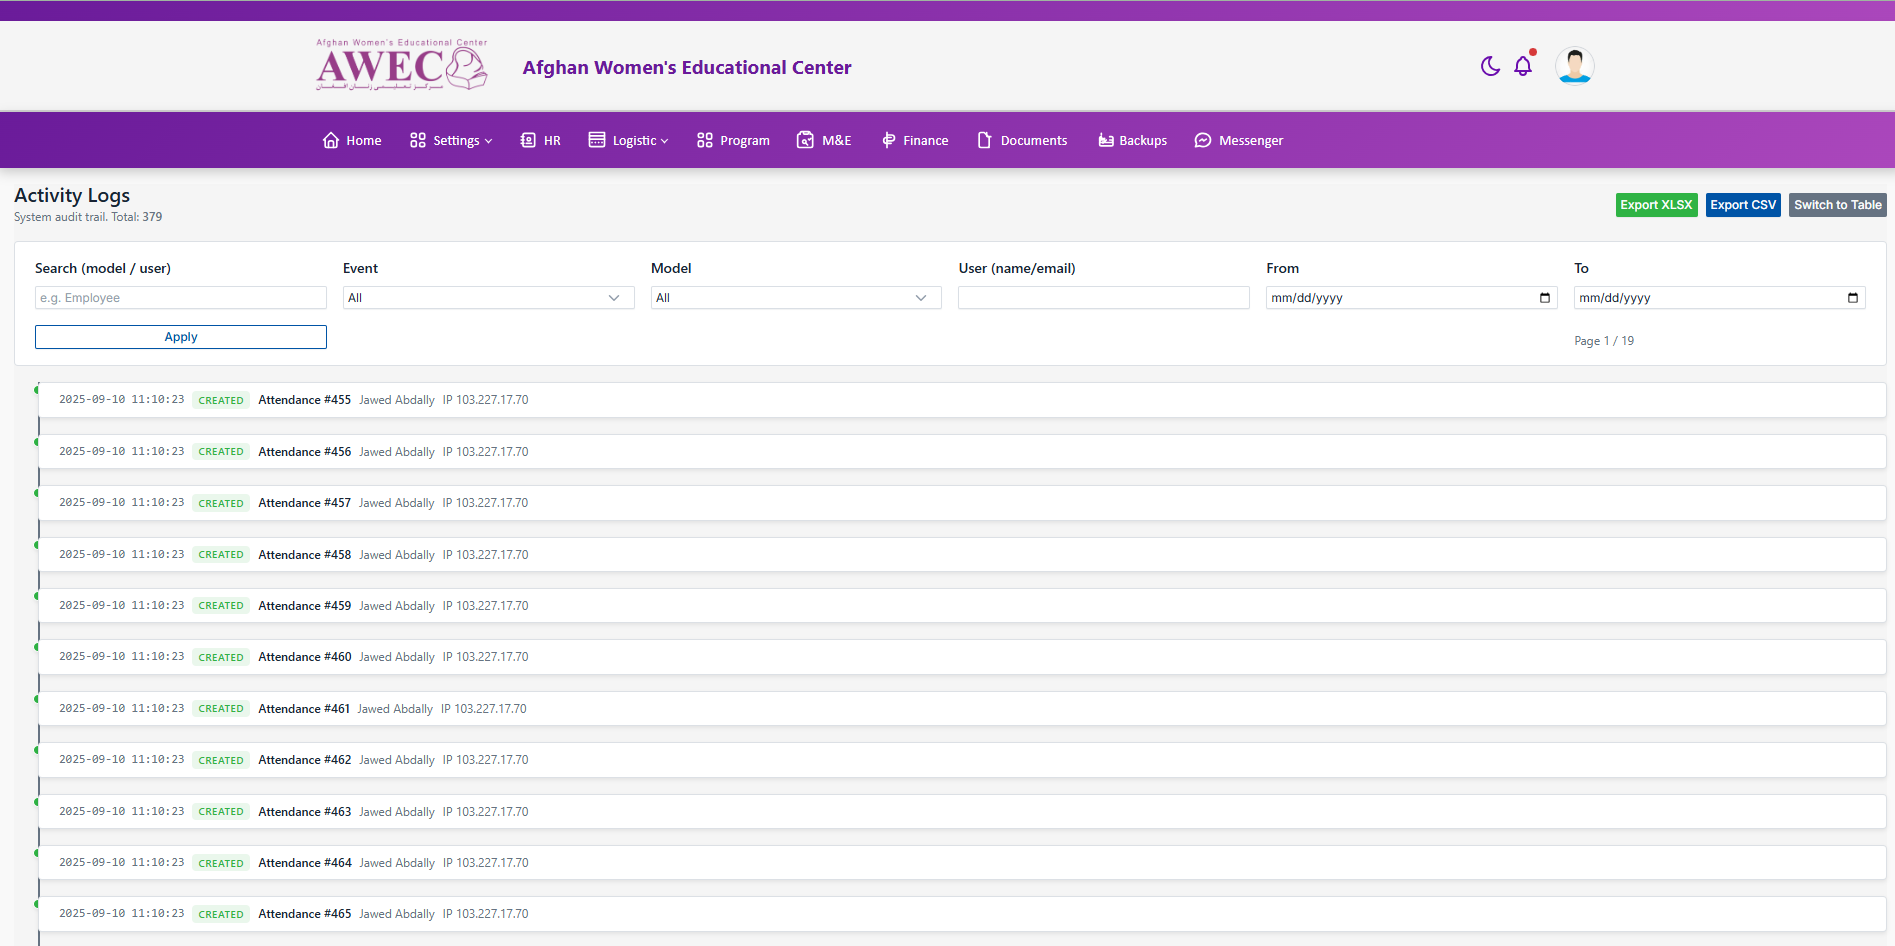 Afghan Women's Educational Center
AWEC
مرکز تعلیمی زنان افغان
Afghan Women's Educational Center
Home
Settings
HR
Logistic
Program
M&E
Finance
Documents
Backups
Messenger
Activity Logs
System audit trail. Total: 379
Export XLSX
Export CSV
Switch to Table
Search (model / user)
Event
Model
User (name/email)
From
To
e.g. Employee
All
All
mm/dd/yyyy
mm/dd/yyyy
Apply
Page 1 / 19
2025-09-10 11:10:23 CREATED Attendance #455 Jawed Abdally IP 103.227.17.70
2025-09-10 11:10:23 CREATED Attendance #456 Jawed Abdally IP 103.227.17.70
2025-09-10 11:10:23 CREATED Attendance #457 Jawed Abdally IP 103.227.17.70
2025-09-10 11:10:23 CREATED Attendance #458 Jawed Abdally IP 103.227.17.70
2025-09-10 11:10:23 CREATED Attendance #459 Jawed Abdally IP 103.227.17.70
2025-09-10 11:10:23 CREATED Attendance #460 Jawed Abdally IP 103.227.17.70
2025-09-10 11:10:23 CREATED Attendance #461 Jawed Abdally IP 103.227.17.70
2025-09-10 11:10:23 CREATED Attendance #462 Jawed Abdally IP 103.227.17.70
2025-09-10 11:10:23 CREATED Attendance #463 Jawed Abdally IP 103.227.17.70
2025-09-10 11:10:23 CREATED Attendance #464 Jawed Abdally IP 103.227.17.70
2025-09-10 11:10:23 CREATED Attendance #465 Jawed Abdally IP 103.227.17.70